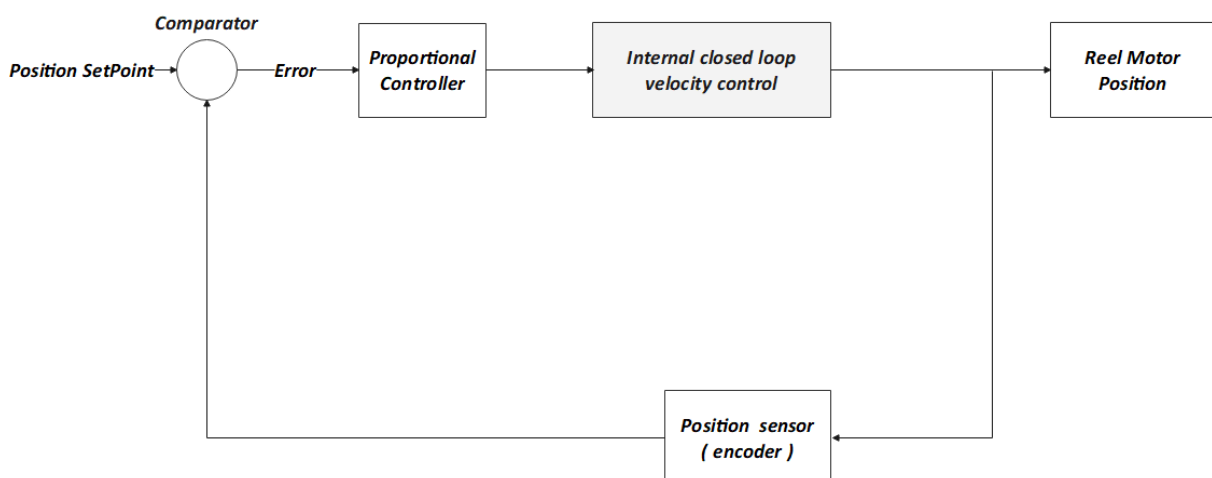 Comparator
Position SetPoint
Error
Proportional
Controller
Internal closed loop
velocity control
Reel Motor
Position
Position sensor
( encoder )